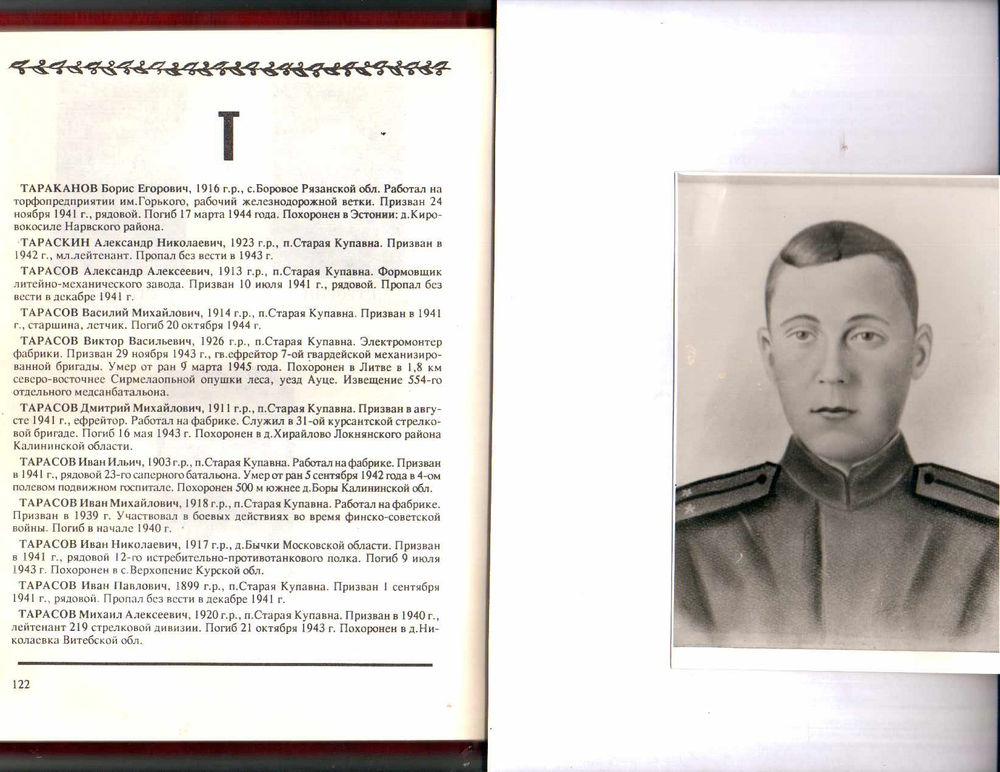 Т
ТАРАКАНОВ Борис Егорович, 1916 г.р., с.Боровое Рязанской обл. Работал на
торфопредприятии им.Горького, рабочий железнодорожной ветки. Призван 24
ноября 1941 г., рядовой. Погиб 17 марта 1944 года. Похоронен в Эстонии: д.Киро-
вокосиле Нарвского района.
ТАРАСКИН Александр Николаевич, 1923 г.р., п.Старая Купавна. Призван в
1942 г., мл.лейтенант. Пропал без вести в 1943 г.
ТАРАСОВ Александр Алексеевич, 1913 г.р., п.Старая Купавна. Формовщик
литейно-механического завода. Призван 10 июля 1941 г., рядовой. Пропал без
вести в декабре 1941 г.
ТАРАСОВ Василий Михайлович, 1914 г.р., п.Старая Купавна. Призван в 1941
г., старшина, летчик. Погиб 20 октября 1944 г.
ТАРАСОВ Виктор Васильевич, 1926 г.р., п.Старая Купавна. Электромонтер
фабрики. Призван 29 ноября 1943 г., гв.ефрейтор 7-ой гвардейской механизиро-
ванной бригады. Умер от ран 9 марта 1945 года. Похоронен в Литве в 1,8 км
северо-восточнее Сирмелаопьной опушки леса, уезд Ауце. Извещение 554-го
отдельного медсанбатальона.
ТАРАСОВ Дмитрий Михайлович, 1911 г.р., п.Старая Купавна. Призван в авгу-
сте 1941 г., ефрейтор. Работал на фабрике. Служил в 31-ой курсантской стрелко-
вой бригаде. Погиб 16 мая 1943 г. Похоронен в д.Хирайлово Локнянского района
Калининской области.
ТАРАСОВ Иван Ильич, 1903 г.р., п.Старая Купавна. Работал на фабрике. Призван
в 1941 г., рядовой 23-го саперного батальона. Умер от ран 5 сентября 1942 года в 4-ом
полевом подвижном госпитале. Похоронен 500 м южнее д.Боры Калининской обл.
ТАРАСОВ Иван Михайлович, 1918 г.р., п.Старая Купавна. Работал на фабрике.
Призван в 1939 г. Участвовал в боевых действиях во время финско-советской
войны. Погиб в начале 1940 г.
ТАРАСОВ Иван Николаевич, 1917 г.р., д.Бычки Московской области. Призван
в 1941 г., рядовой 12-го истребительно-противотанкового полка. Погиб 9 июля
1943 г. Похоронен в с.Верхопение Курской обл.
ТАРАСОВ Иван Павлович, 1899 г.р., п.Старая Купавна. Призван 1 сентября
1941 г., рядовой. Пропал без вести в декабре 1941 г.
ТАРАСОВ Михаил Алексеевич, 1920 г.р., п.Старая Купавна. Призван в 1940 г.,
лейтенант 219 стрелковой дивизии. Погиб 21 октября 1943 г. Похоронен в д.Ни-
колаевка Витебской обл.
122